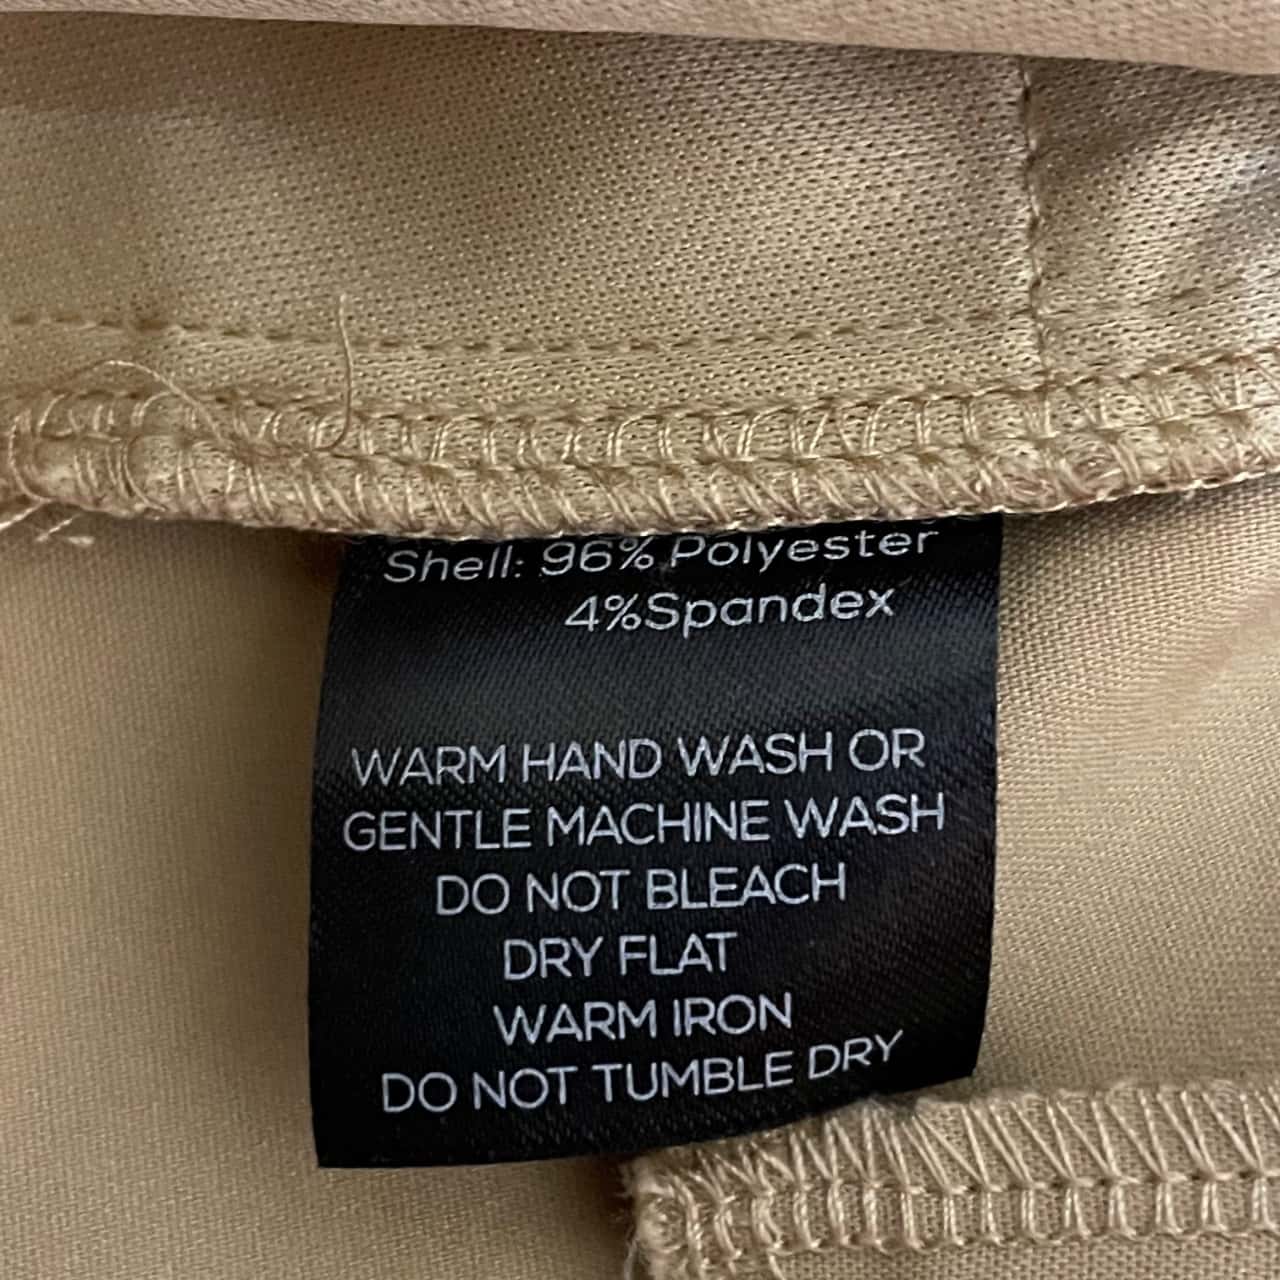 Shell: 96% Polyester
4%Spandex
WARM HAND WASH OR
GENTLE MACHINE WASH
DO NOT BLEACH
DRY FLAT
WARM IRON
DO NOT TUMBLE DRY